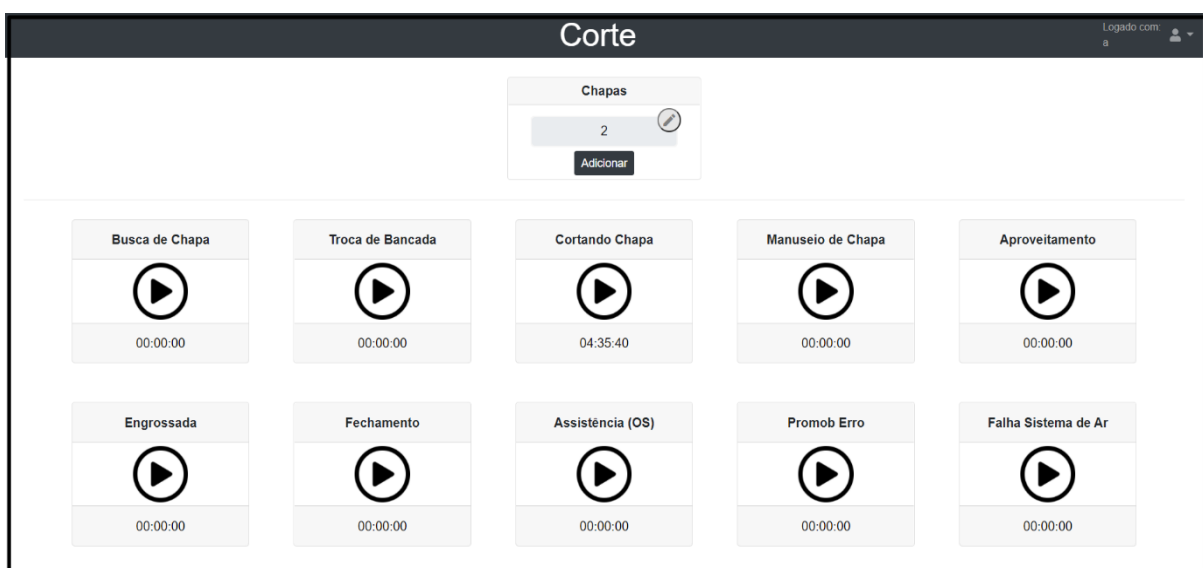 Corte
Logado com:
a
Chapas
2
Adicionar
Busca de Chapa
Troca de Bancada
Cortando Chapa
Manuseio de Chapa
Aproveitamento
00:00:00
00:00:00
04:35:40
00:00:00
00:00:00
Engrossada
Fechamento
Assistência (OS)
Promob Erro
Falha Sistema de Ar
00:00:00
00:00:00
00:00:00
00:00:00
00:00:00